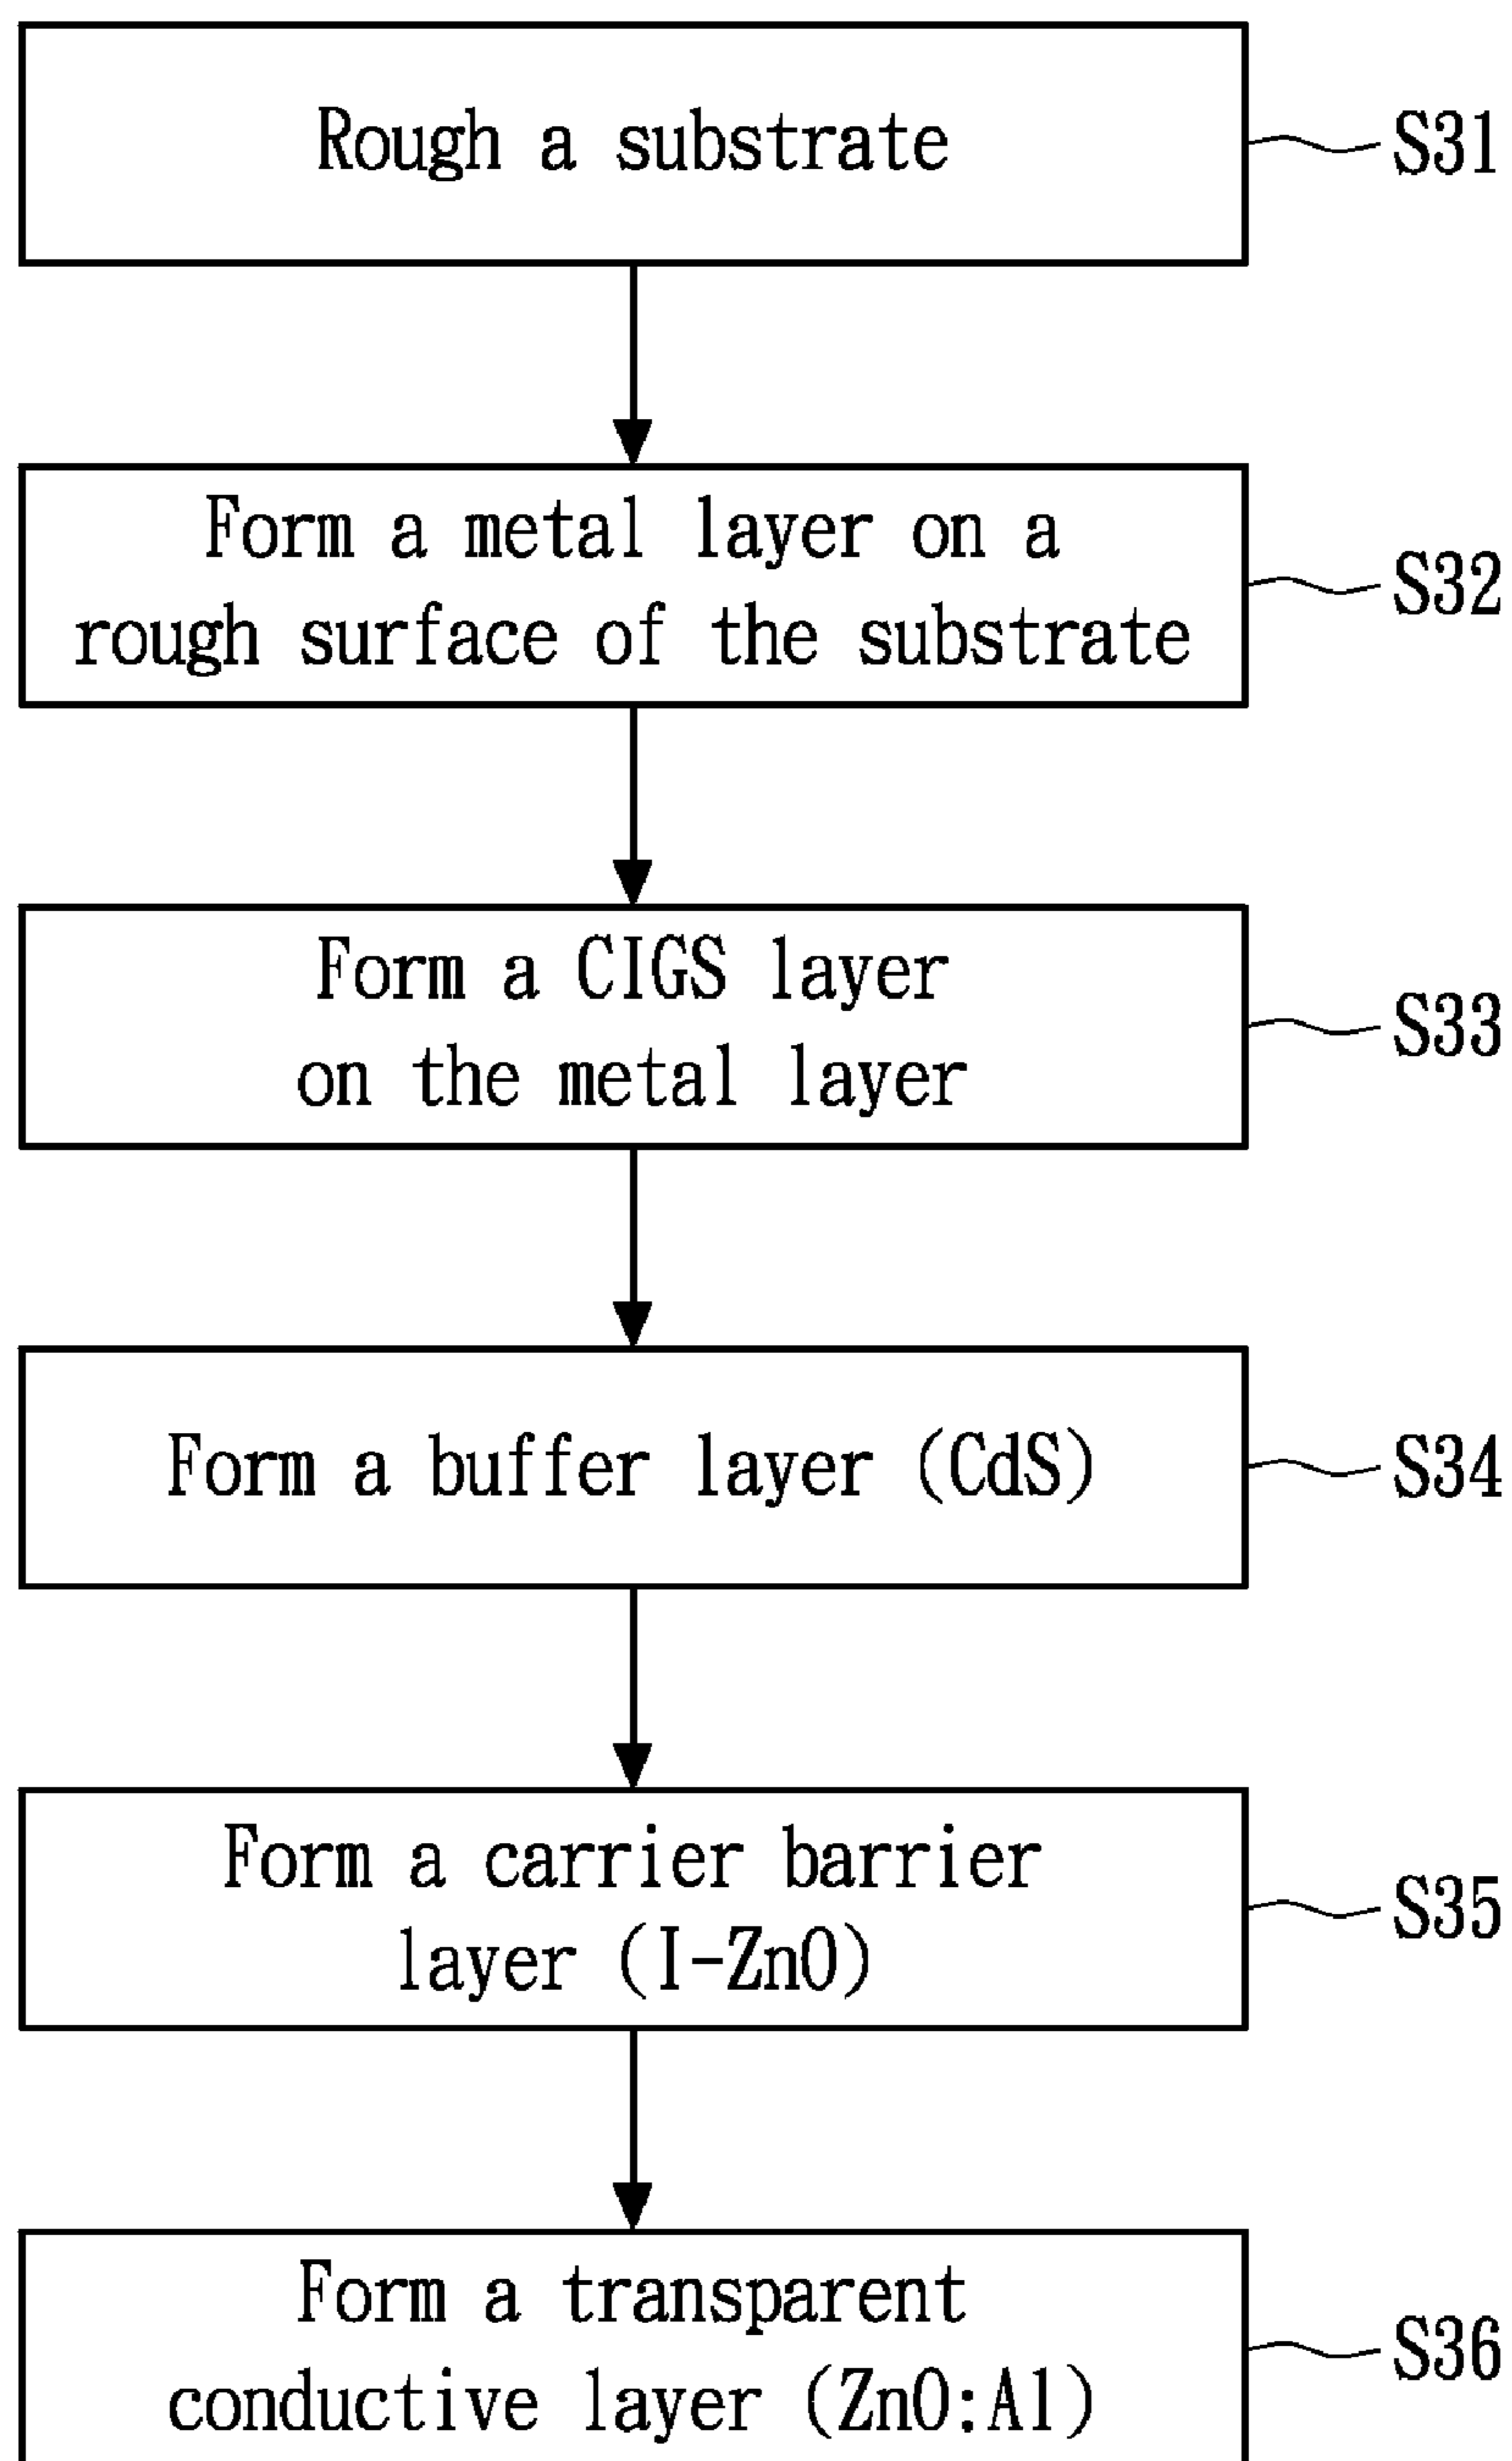 Rough a substrate
S31
Form a metal layer on a
rough surface of the substrate
S32
Form a CIGS layer
on the metal layer
S33
Form a buffer layer (CdS)
S34
Form a carrier barrier
layer (I-ZnO)
S35
Form a transparent
conductive layer (ZnO:Al)
S36